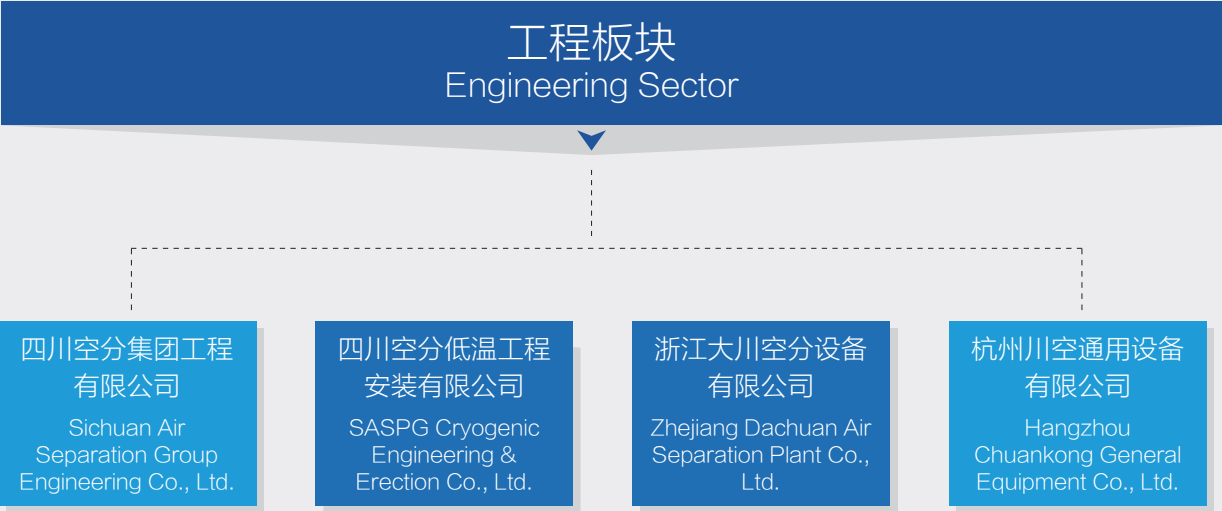 工程板块
Engineering Sector
四川空分集团工程
有限公司
Sichuan Air
Separation Group
Engineering Co., Ltd.
四川空分低温工程
安装有限公司
SASPG Cryogenic
Engineering &
Erection Co., Ltd.
浙江大川空分设备
有限公司
Zhejiang Dachuan Air
Separation Plant Co.,
Ltd.
杭州川空通用设备
有限公司
Hangzhou
Chuankong General
Equipment Co., Ltd.